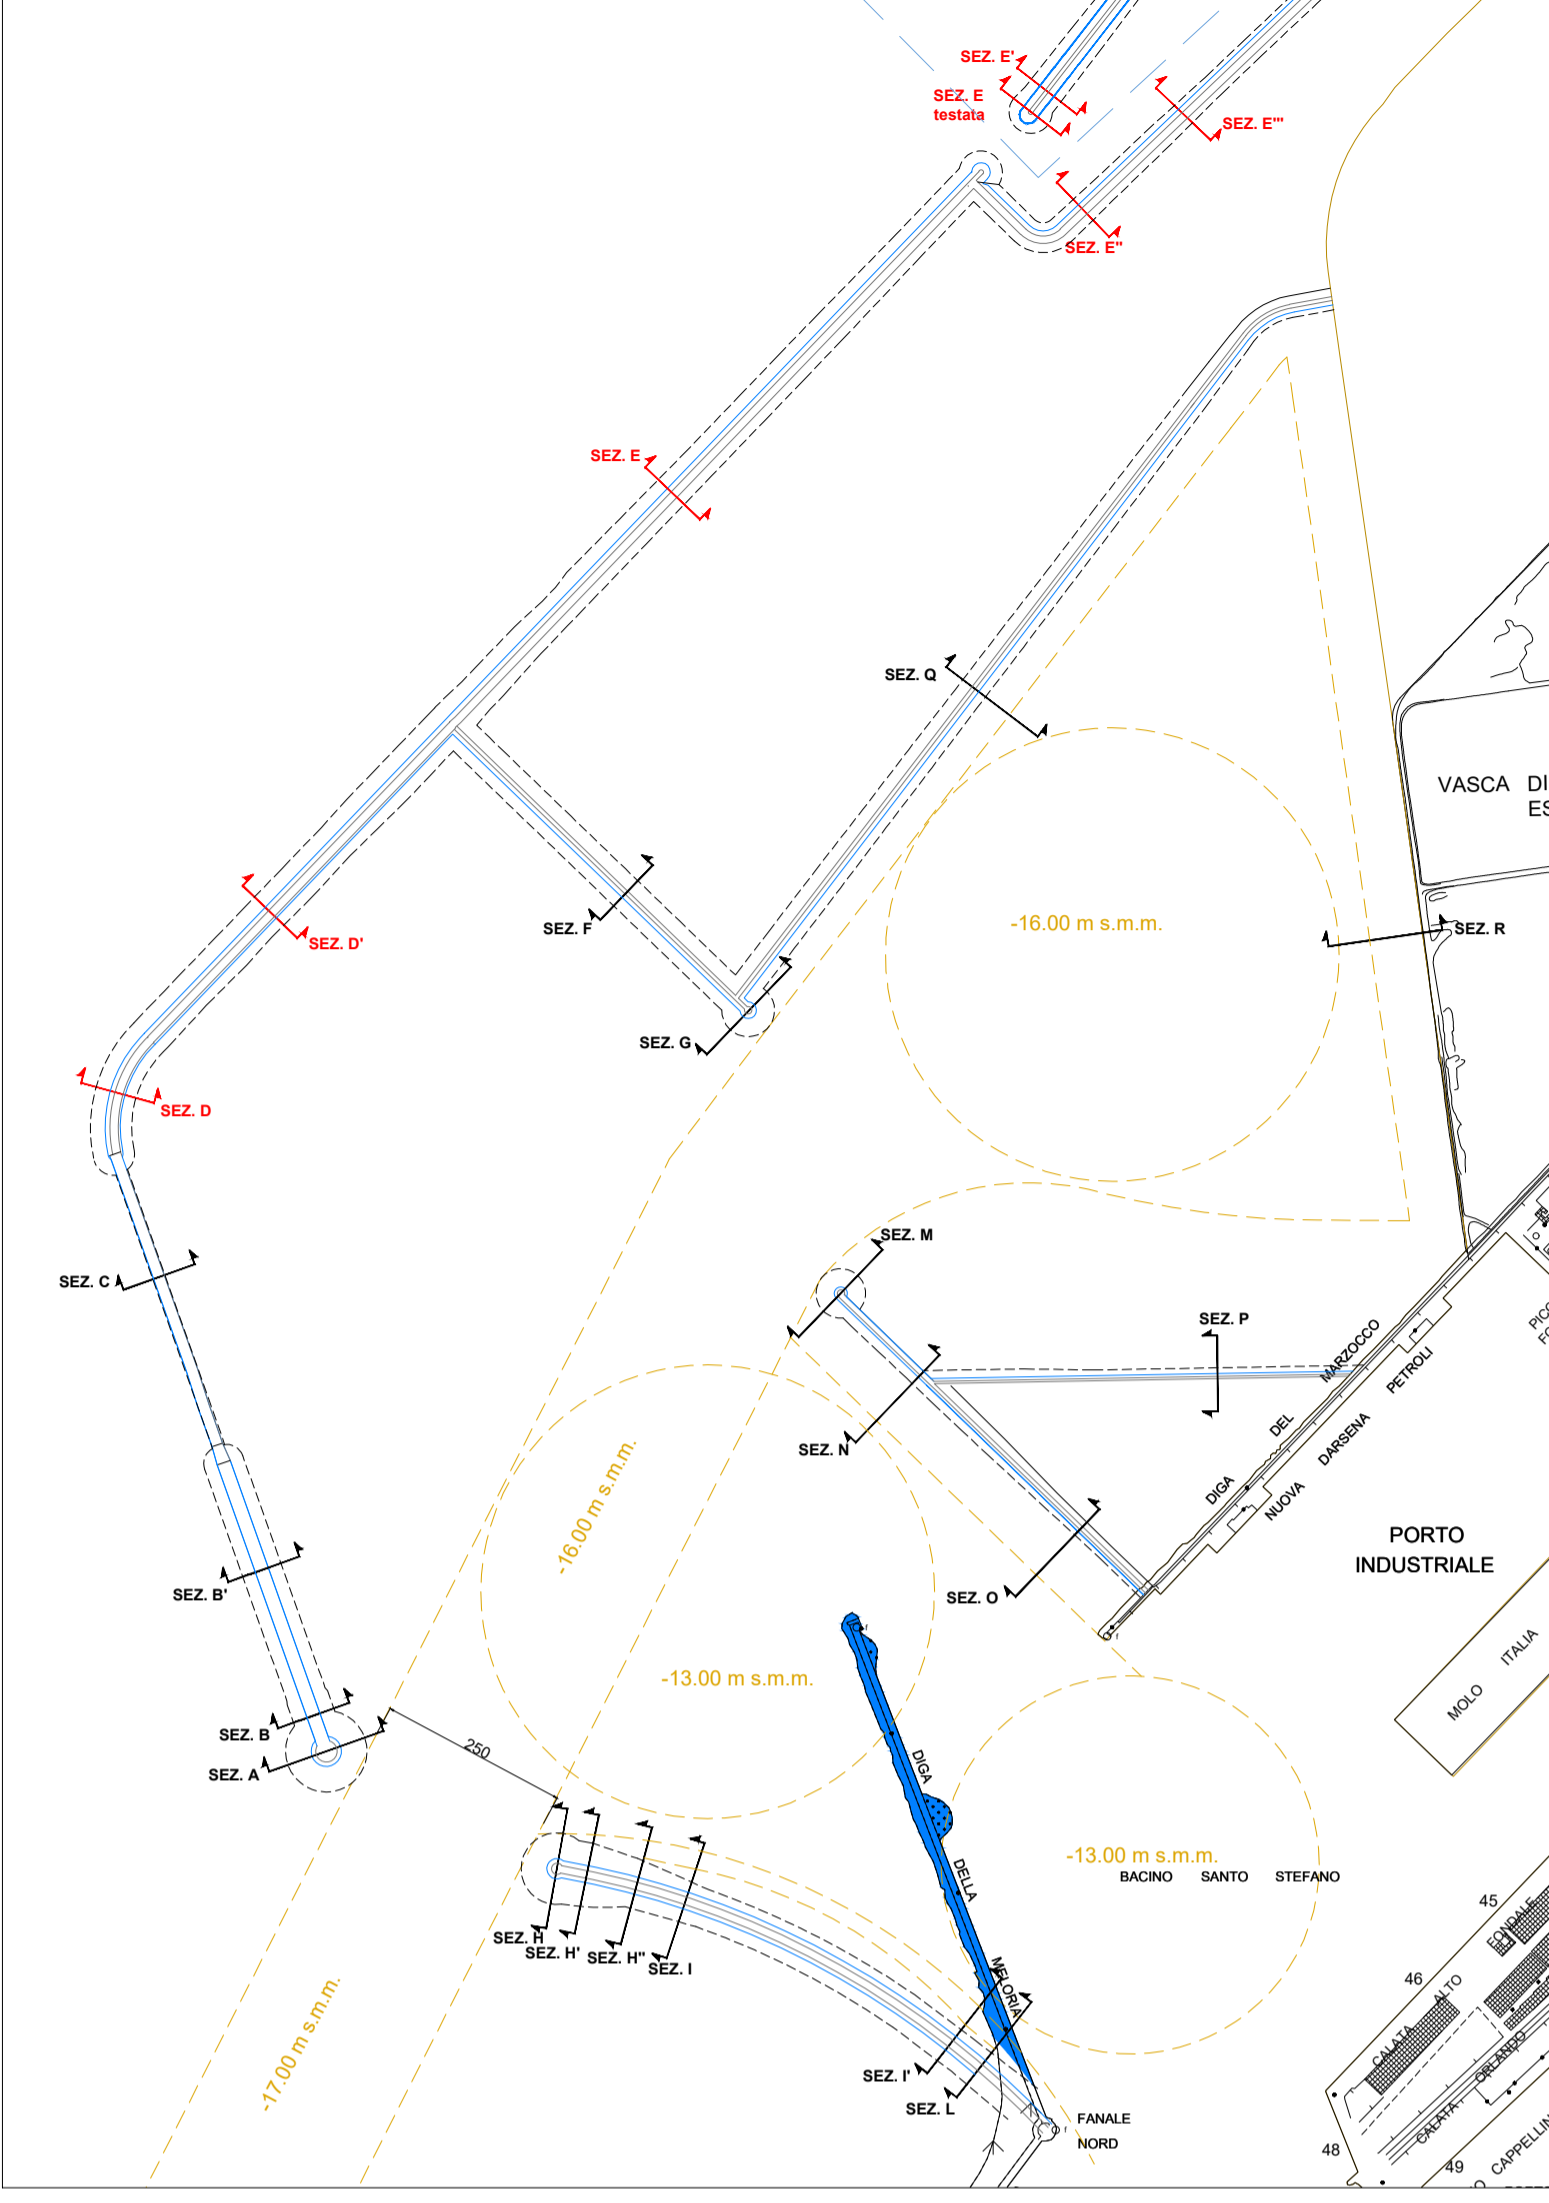 SEZ. E'
SEZ. E
testata
SEZ. E'''
SEZ. E''
SEZ. E
SEZ. Q
VASCA DI
-16.00 m s.m.m.
SEZ. F
SEZ. R
SEZ. D'
SEZ. G
SEZ. D
SEZ. M
SEZ. C
SEZ. P
DIGA DEL MARZOCCO
NUOVA DARSENA PETROLI
SEZ. N
-16.00 m s.m.m.
PORTO
INDUSTRIALE
SEZ. B'
SEZ. O
MOLO ITALIA
-13.00 m s.m.m.
SEZ. B
250
SEZ. A
DIGA DELLA MELORIA
-13.00 m s.m.m.
BACINO SANTO STEFANO
SEZ. H
SEZ. H'
SEZ. H''
SEZ. I
45
46
CALATA ALTO FONDALE
-17.00 m s.m.m.
SEZ. I'
SEZ. L
CALATA ORLANDO
FANALE
NORD
48
49